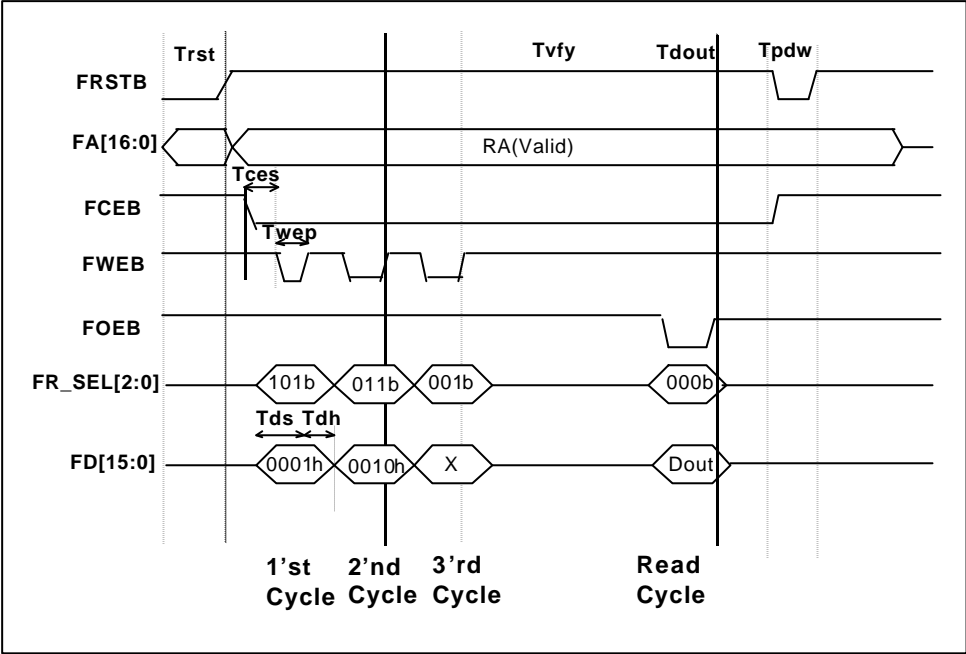 Trst Tvfy Tdout Tpdw
FRSTB
FA[16:0] RA(Valid)
Tces
FCEB
Twep
FWEB
FOEB
FR_SEL[2:0] 101b 011b 001b 000b
Tds Tdh
FD[15:0] 0001h 0010h X Dout
1'st 2'nd 3'rd Read
Cycle Cycle Cycle Cycle